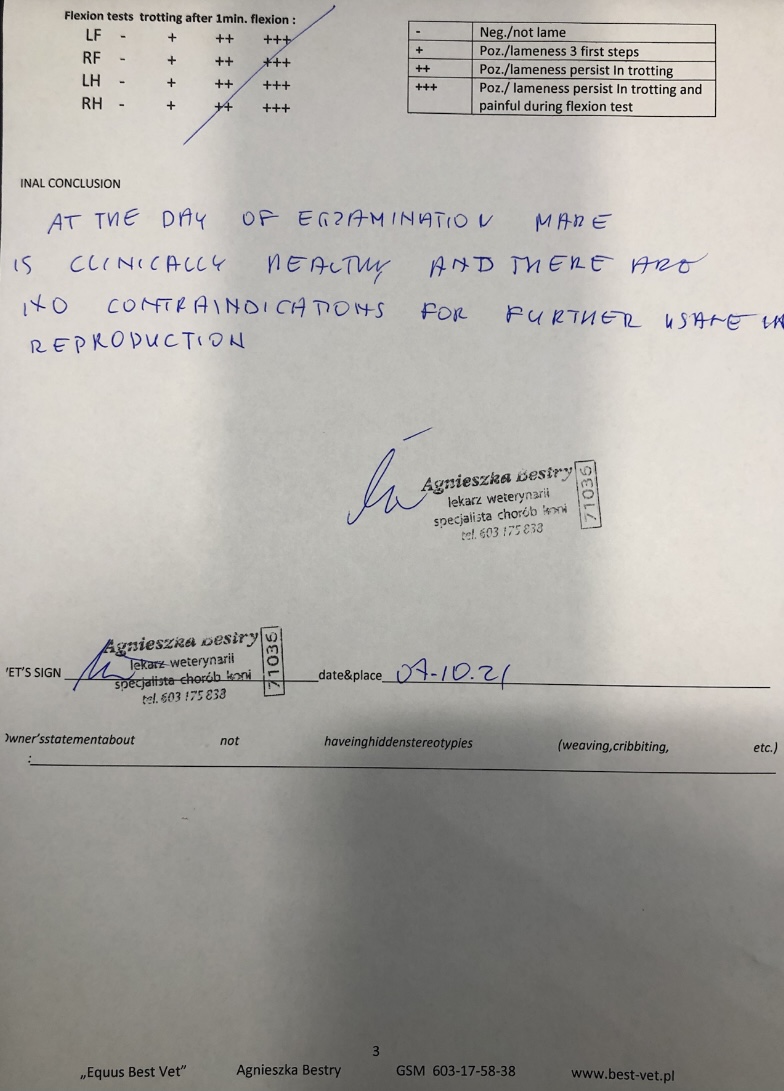 Flexion tests trotting after 1min. flexion :
LF - + ++ +++
RF - + ++ +++
LH - + ++ +++
RH - + ++ +++
- Neg./not lame
+ Poz./lameness 3 first steps
++ Poz./lameness persist In trotting
+++ Poz./ lameness persist In trotting and
painful during flexion test
INAL CONCLUSION
AT THE DAY OF EGZAMINATION MARE
IS CLINICALLY HEALTHY AND THERE ARE
NO CONTRAINDICATIONS FOR FURTHER USAGE IN
REPRODUCTION
Agnieszka Bestry
lekarz weterynarii
specjalista chorób koni
tel. 603 175 838
71036
Agnieszka Bestry
lekarz weterynarii
specjalista chorób koni
tel. 603 175 838
71036
'ET'S SIGN date&place 07-10.21
Owner'sstatementabout not haveinghiddenstereotypies (weaving,cribbiting, etc.)
:
3
„Equus Best Vet" Agnieszka Bestry GSM 603-17-58-38 www.best-vet.pl